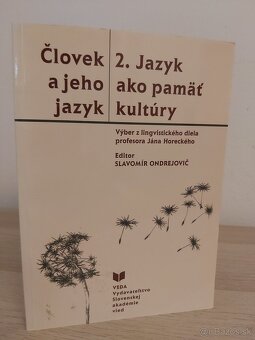 Človek
a jeho
jazyk
2. Jazyk
ako pamäť
kultúry
Výber z lingvistického diela
profesora Jána Horeckého
Editor
SLAVOMÍR ONDREJOVIČ
VEDA
Vydavateľstvo
Slovenskej
akadémie
vied